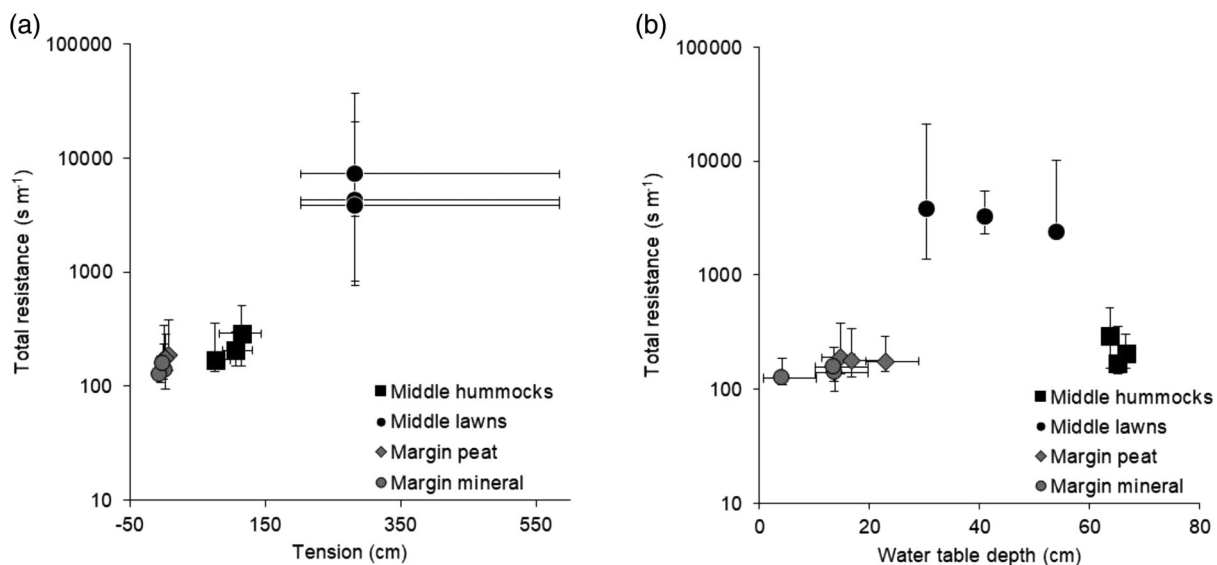 (a)
100000
10000
1000
100
10
Total resistance (s m⁻¹)
-50 150 350 550
Tension (cm)
Middle hummocks
Middle lawns
Margin peat
Margin mineral
(b)
100000
10000
1000
100
10
Total resistance (s m⁻¹)
0 20 40 60 80
Water table depth (cm)
Middle hummocks
Middle lawns
Margin peat
Margin mineral